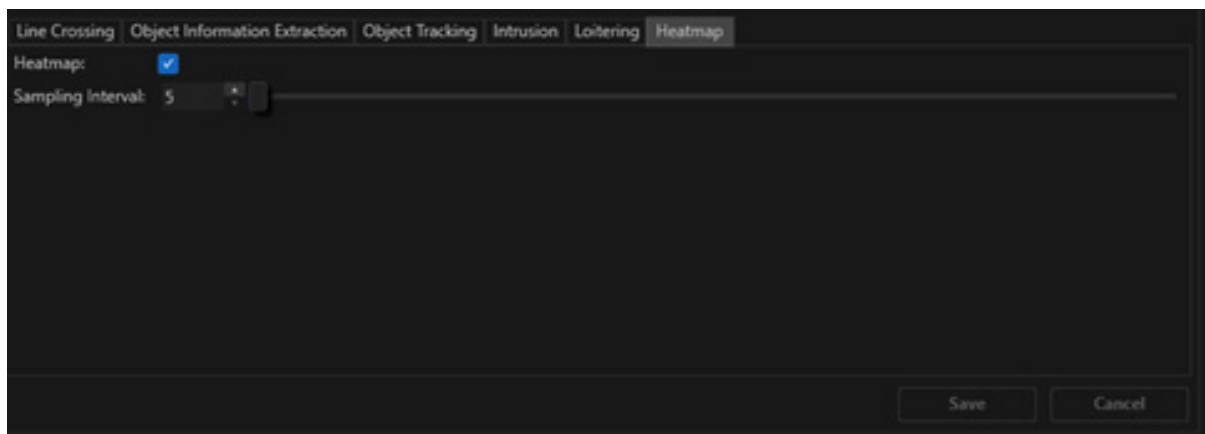 Line Crossing Object Information Extraction Object Tracking Intrusion Loitering Heatmap
Heatmap:
Sampling Interval: 5
Save Cancel